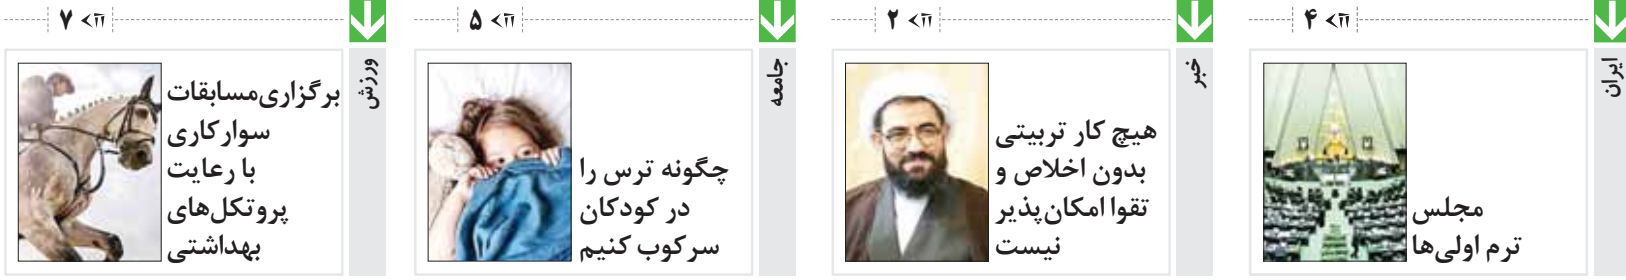 ایران
۴
مجلس
ترم اولی‌ها
خبر
۲
هیچ کار تربیتی
بدون اخلاص و
تقوا امکان‌پذیر
نیست
جامعه
۵
چگونه ترس را
در کودکان
سرکوب کنیم
ورزش
۷
برگزاری‌مسابقات
سوارکاری
با رعایت
پروتکل‌های
بهداشتی